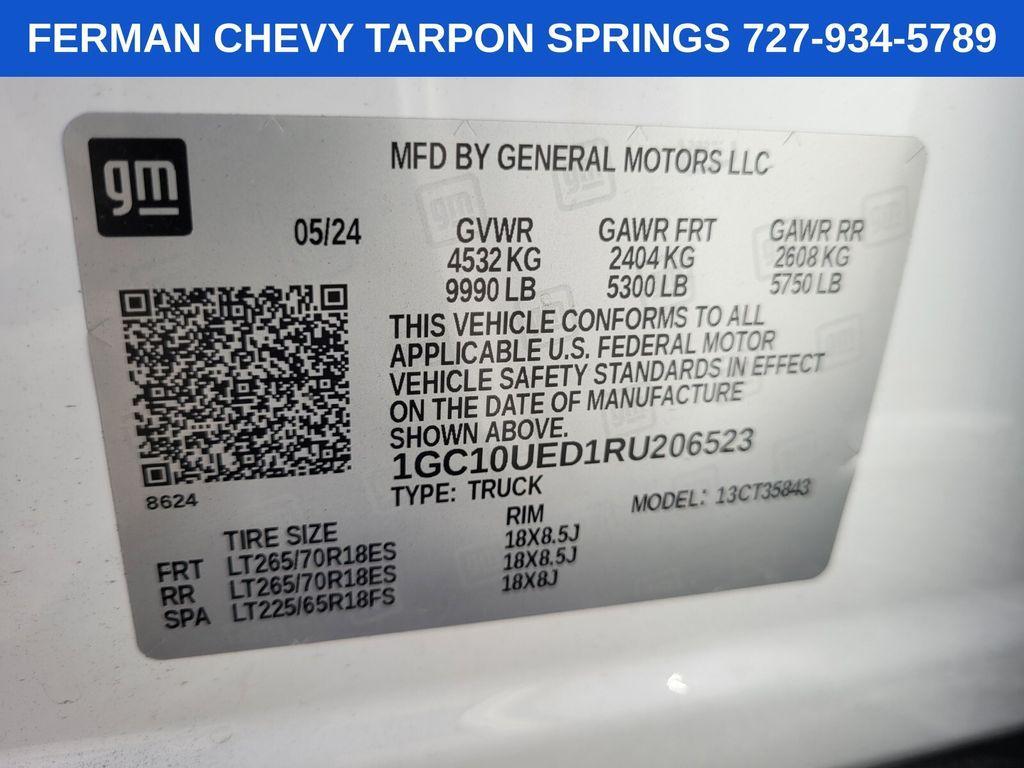 FERMAN CHEVY TARPON SPRINGS 727-934-5789
gm
MFD BY GENERAL MOTORS LLC
05/24
GVWR GAWR FRT GAWR RR
4532 KG 2404 KG 2608 KG
9990 LB 5300 LB 5750 LB
THIS VEHICLE CONFORMS TO ALL
APPLICABLE U.S. FEDERAL MOTOR
VEHICLE SAFETY STANDARDS IN EFFECT
ON THE DATE OF MANUFACTURE
SHOWN ABOVE.
1GC10UED1RU206523
8624
TYPE: TRUCK MODEL: 13CT35843
TIRE SIZE RIM
FRT LT265/70R18ES 18X8.5J
RR LT265/70R18ES 18X8.5J
SPA LT225/65R18FS 18X8J